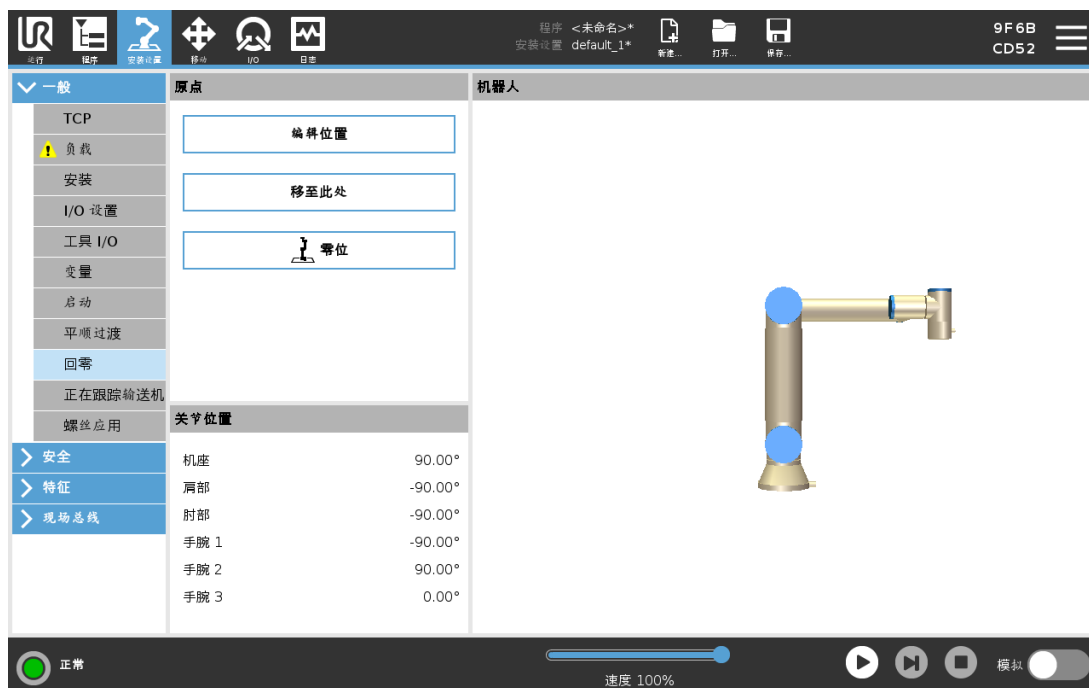 运行
程序
安装设置
移动
I/O
日志
程序 <未命名>*
安装设置 default_1*
新建...
打开...
保存...
9F6B
CD52
一般
TCP
负载
安装
I/O 设置
工具 I/O
变量
启动
平顺过渡
回零
正在跟踪输送机
螺丝应用
安全
特征
现场总线
原点
编辑位置
移至此处
零位
关节位置
机座 90.00°
肩部 -90.00°
肘部 -90.00°
手腕 1 -90.00°
手腕 2 90.00°
手腕 3 0.00°
机器人
正常
速度 100%
模拟